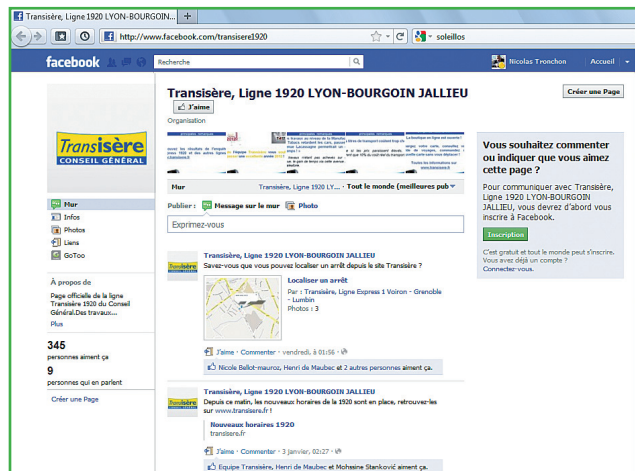 Transisère, Ligne 1920 LYON-BOURGOIN...
http://www.facebook.com/transisere1920
soleillos
facebook
Recherche
Nicolas Tronchon
Accueil
Transisère, Ligne 1920 LYON-BOURGOIN JALLIEU
J'aime
Organisation
Créer une Page
Transisère
CONSEIL GÉNÉRAL
Mur
Infos
Photos
Liens
GoToo
À propos de
Page officielle de la ligne
Transisère 1920 du Conseil
Général.Des travaux...
Plus
345
personnes aiment ça
9
personnes qui en parlent
Créer une Page
Mur
Transisère, Ligne 1920 LY... · Tout le monde (meilleures pub
Publier : Message sur le mur Photo
Exprimez-vous
Transisère, Ligne 1920 LYON-BOURGOIN JALLIEU
Savez-vous que vous pouvez localiser un arrêt depuis le site Transisère ?
Localiser un arrêt
Par : Transisère, Ligne Express 1 Voiron - Grenoble
- Lumbin
Photos : 3
J'aime · Commenter · vendredi, à 01:56 ·
Nicole Bellot-mauroz, Henri de Maubec et 2 autres personnes aiment ça.
Transisère, Ligne 1920 LYON-BOURGOIN JALLIEU
Depuis ce matin, les nouveaux horaires de la 1920 sont en place, retrouvez-les
sur www.transisere.fr !
Nouveaux horaires 1920
transisere.fr
J'aime · Commenter · 3 janvier, 02:27 ·
Equipe Transisère, Henri de Maubec et Mohsine Stanković aiment ça.
Vous souhaitez commenter
ou indiquer que vous aimez
cette page ?
Pour communiquer avec Transisère,
Ligne 1920 LYON-BOURGOIN
JALLIEU, vous devrez d'abord vous
inscrire à Facebook.
Inscription
C'est gratuit et tout le monde peut s'inscrire.
Vous avez déjà un compte ?
Connectez-vous.